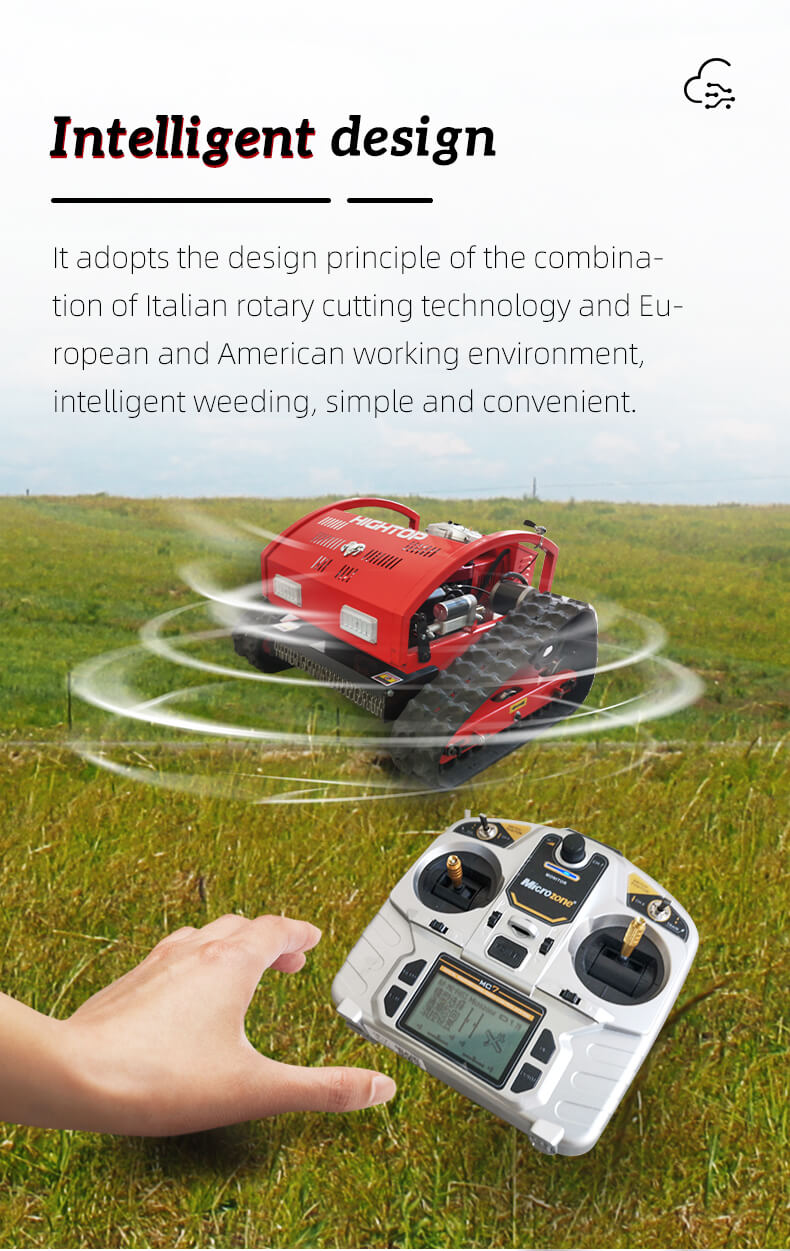 Intelligent design
It adopts the design principle of the combina-
tion of Italian rotary cutting technology and Eu-
ropean and American working environment,
intelligent weeding, simple and convenient.
HIGHTOP
MONITOR
Microzone
MC7